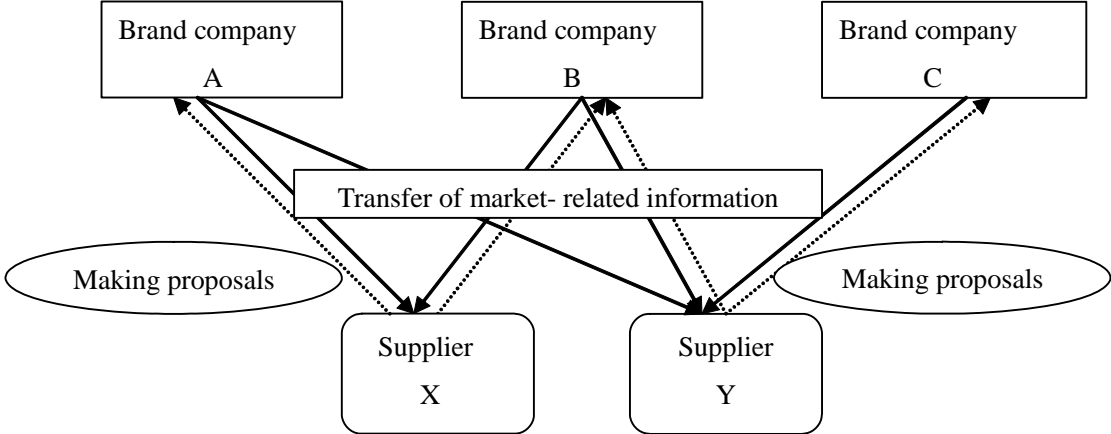 Brand company
A
Brand company
B
Brand company
C
Transfer of market- related information
Making proposals
Making proposals
Supplier
X
Supplier
Y